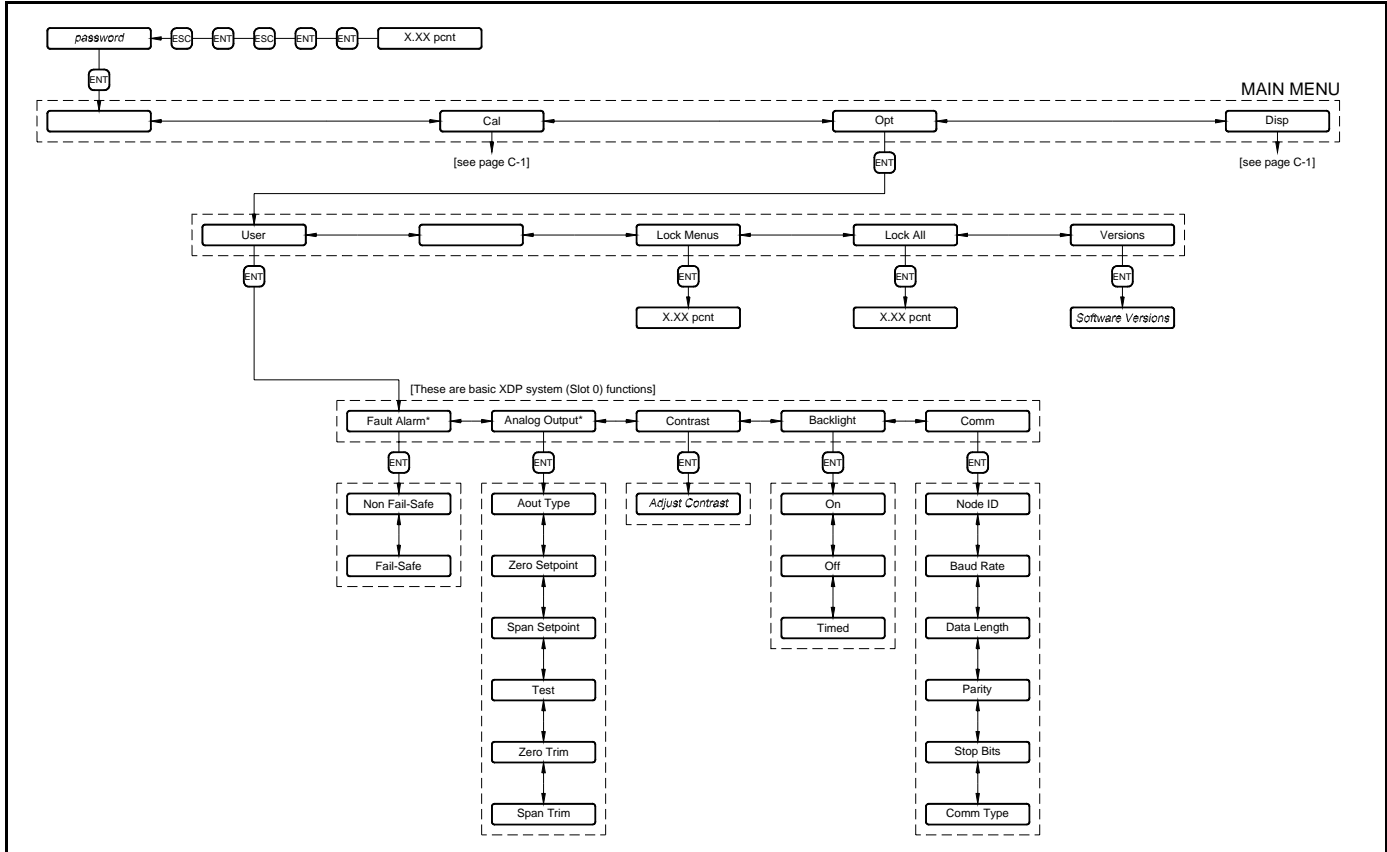 password ESC ENT ESC ENT ENT X.XX pcnt
ENT
MAIN MENU
Cal Opt Disp
[see page C-1] ENT [see page C-1]
User Lock Menus Lock All Versions
ENT ENT ENT ENT
X.XX pcnt X.XX pcnt Software Versions
[These are basic XDP system (Slot 0) functions]
Fault Alarm* Analog Output* Contrast Backlight Comm
ENT ENT ENT ENT ENT
Non Fail-Safe Aout Type Adjust Contrast On Node ID
Fail-Safe Zero Setpoint Off Baud Rate
Span Setpoint Timed Data Length
Test Parity
Zero Trim Stop Bits
Span Trim Comm Type